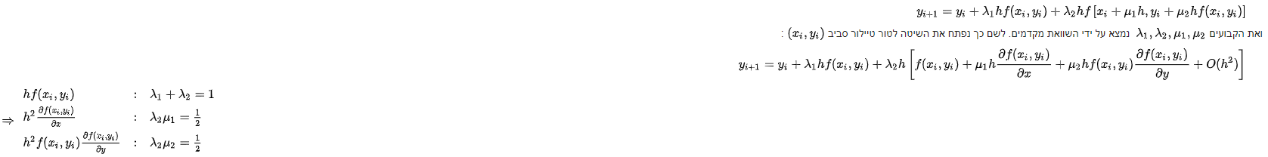 y_{i+1} = y_i + λ_1 h f(x_i, y_i) + λ_2 h f [x_i + μ_1 h, y_i + μ_2 h f(x_i, y_i)]
ואת הקבועים λ_1, λ_2, μ_1, μ_2 נמצא על ידי השוואת מקדמים. לשם כך נפתח את השיטה לטור טיילור סביב (x_i, y_i) :
y_{i+1} = y_i + λ_1 h f(x_i, y_i) + λ_2 h [ f(x_i, y_i) + μ_1 h ∂f(x_i, y_i)/∂x + μ_2 h f(x_i, y_i) ∂f(x_i, y_i)/∂y + O(h^2) ]
h f(x_i, y_i) : λ_1 + λ_2 = 1
⇒ h^2 ∂f(x_i, y_i)/∂x : λ_2 μ_1 = 1/2
h^2 f(x_i, y_i) ∂f(x_i, y_i)/∂y : λ_2 μ_2 = 1/2